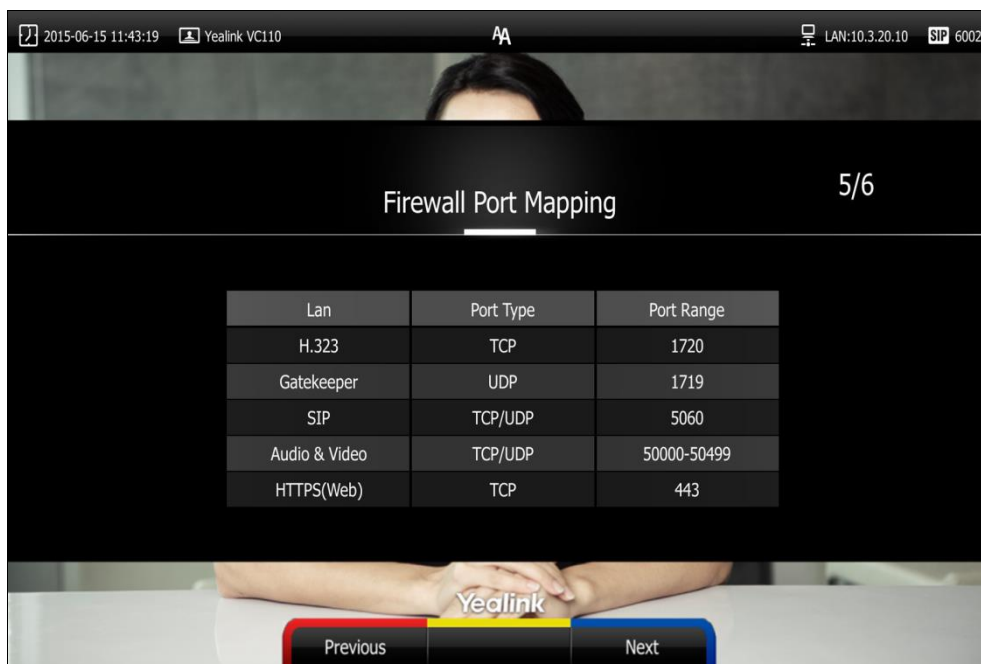 2015-06-15 11:43:19 Yealink VC110 AA LAN:10.3.20.10 SIP 6002
Firewall Port Mapping 5/6
Lan Port Type Port Range
H.323 TCP 1720
Gatekeeper UDP 1719
SIP TCP/UDP 5060
Audio & Video TCP/UDP 50000-50499
HTTPS(Web) TCP 443
Yealink
Previous Next